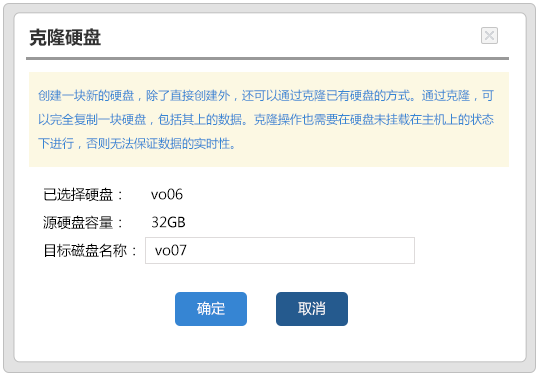 克隆硬盘
创建一块新的硬盘，除了直接创建外，还可以通过克隆已有硬盘的方式。通过克隆，可
以完全复制一块硬盘，包括其上的数据。克隆操作也需要在硬盘未挂载在主机上的状态
下进行，否则无法保证数据的实时性。
已选择硬盘： vo06
源硬盘容量： 32GB
目标磁盘名称： vo07
确定 取消